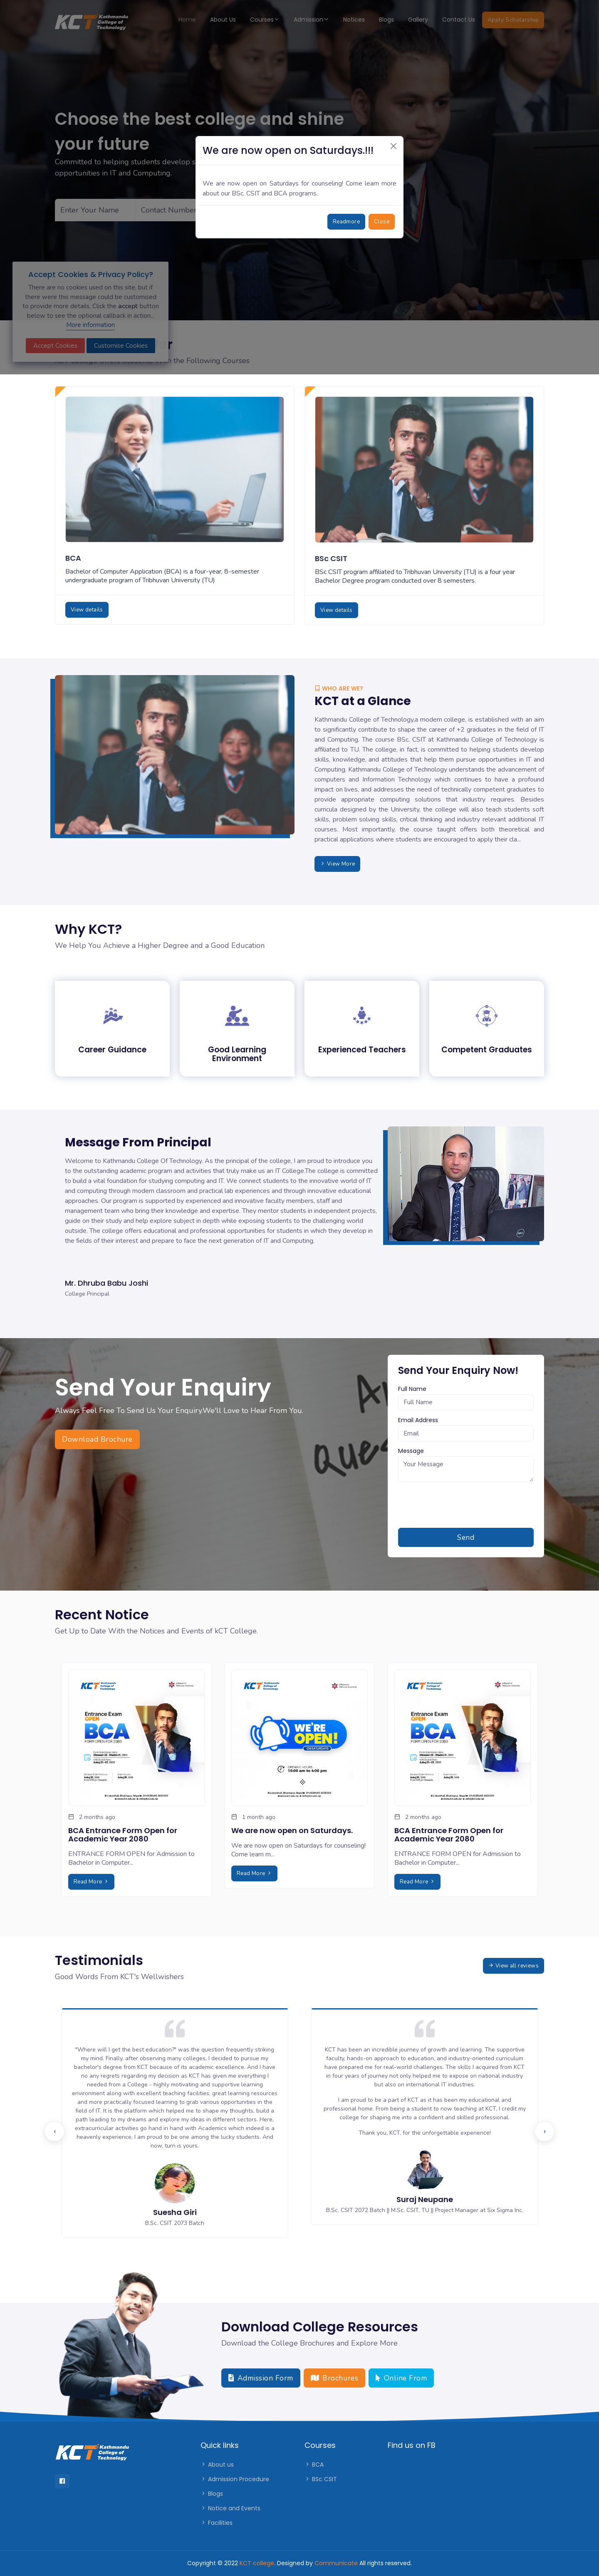 KCT Kathmandu College of Technology
Home About Us Courses Admission Notices Blogs Gallery Contact Us Apply Scholarship
Choose the best college and shine
your future
Committed to helping students develop s
opportunities in IT and Computing.
Enter Your Name Contact Number
We are now open on Saturdays.!!!
We are now open on Saturdays for counseling! Come learn more
about our BSc. CSIT and BCA programs.
Readmore Close
Accept Cookies & Privacy Policy?
There are no cookies used on this site, but if
there were this message could be customised
to provide more details. Click the accept button
below to see the optional callback in action...
More information
Accept Cookies Customise Cookies
n the Following Courses
BCA
Bachelor of Computer Application (BCA) is a four-year, 8-semester
undergraduate program of Tribhuvan University (TU)
View details
BSc CSIT
BSc CSIT program affiliated to Tribhuvan University (TU) is a four year
Bachelor Degree program conducted over 8 semesters.
View details
WHO ARE WE?
KCT at a Glance
Kathmandu College of Technology,a modern college, is established with an aim
to significantly contribute to shape the career of +2 graduates in the field of IT
and Computing. The course BSc. CSIT at Kathmandu College of Technology is
affiliated to T.U. The college, in fact, is committed to helping students develop
skills, knowledge, and attitudes that help them pursue opportunities in IT and
Computing. Kathmandu College of Technology understands the advancement of
computers and Information Technology which continues to have a profound
impact on lives, and addresses the need of technically competent graduates to
provide appropriate computing solutions that industry requires. Besides
curricula designed by the University, the college will also teach students soft
skills, problem solving skills, critical thinking and industry relevant additional IT
courses. Most importantly, the course taught offers both theoretical and
practical applications where students are encouraged to apply their cla...
View More
Why KCT?
We Help You Achieve a Higher Degree and a Good Education
Career Guidance
Good Learning
Environment
Experienced Teachers
Competent Graduates
Message From Principal
Welcome to Kathmandu College Of Technology. As the principal of the college, I am proud to introduce you
to the outstanding academic program and activities that truly make us an IT College.The college is committed
to build a vital foundation for studying computing and IT. We connect students to the innovative world of IT
and computing through modern classroom and practical lab experiences and through innovative educational
approaches. Our program is supported by experienced and innovative faculty members, staff and
management team who bring their knowledge and expertise. They mentor students in independent projects,
guide on their study and help explore subject in depth while exposing students to the challenging world
outside. The college offers educational and professional opportunities for students in which they develop in
the fields of their interest and prepare to face the next generation of IT and Computing.
Mr. Dhruba Babu Joshi
College Principal
Send Your Enquiry
Always Feel Free To Send Us Your Enquiry.We'll Love to Hear From You.
Download Brochure
Send Your Enquiry Now!
Full Name
Full Name
Email Address
Email
Message
Your Message
Send
Recent Notice
Get Up to Date With the Notices and Events of kCT College.
KCT Kathmandu College of Technology
Entrance Exam
OPEN
BCA
2 months ago
BCA Entrance Form Open for
Academic Year 2080
ENTRANCE FORM OPEN for Admission to
Bachelor in Computer...
Read More
KCT Kathmandu College of Technology
WE'RE
OPEN!
10:00 am to 4:00 pm
1 month ago
We are now open on Saturdays.
We are now open on Saturdays for counseling!
Come learn m...
Read More
KCT Kathmandu College of Technology
Entrance Exam
OPEN
BCA
2 months ago
BCA Entrance Form Open for
Academic Year 2080
ENTRANCE FORM OPEN for Admission to
Bachelor in Computer...
Read More
Testimonials
Good Words From KCT's Wellwishers
View all reviews
"Where will I get the best education?" was the question frequently striking
my mind. Finally, after observing many colleges, I decided to pursue my
bachelor's degree from KCT because of its academic excellence. And I have
no any regrets regarding my decision as KCT has given me everything I
needed from a College - highly motivating and supportive learning
environment along with excellent teaching facilities, great learning resources
and more practically focused learning to grab various opportunities in the
field of IT. It is the platform which helped me to shape my thoughts, build a
path leading to my dreams and explore my ideas in different sectors. Here,
extracurricular activities go hand in hand with Academics which indeed is a
heavenly experience. I am proud to be one among the lucky students. And
now, turn is yours.
Suesha Giri
B.Sc. CSIT 2073 Batch
KCT has been an incredible journey of growth and learning. The supportive
faculty, hands-on approach to education, and industry-oriented curriculum
have prepared me for real-world challenges. The skills I acquired from KCT
in four years of journey not only helped me to expose on national industry
but also on international IT industries.
I am proud to be a part of KCT as it has been my educational and
professional home. From being a student to now teaching at KCT, I credit my
college for shaping me into a confident and skilled professional.
Thank you, KCT, for the unforgettable experience!
Suraj Neupane
B.Sc. CSIT 2072 Batch || M.Sc. CSIT, TU || Project Manager at Six Sigma Inc.
Download College Resources
Download the College Brochures and Explore More
Admission Form Brochures Online From
KCT Kathmandu College of Technology
Quick links
About us
Admission Procedure
Blogs
Notice and Events
Facilities
Courses
BCA
BSc CSIT
Find us on FB
Copyright © 2022 KCT college. Designed by Communicate All rights reserved.